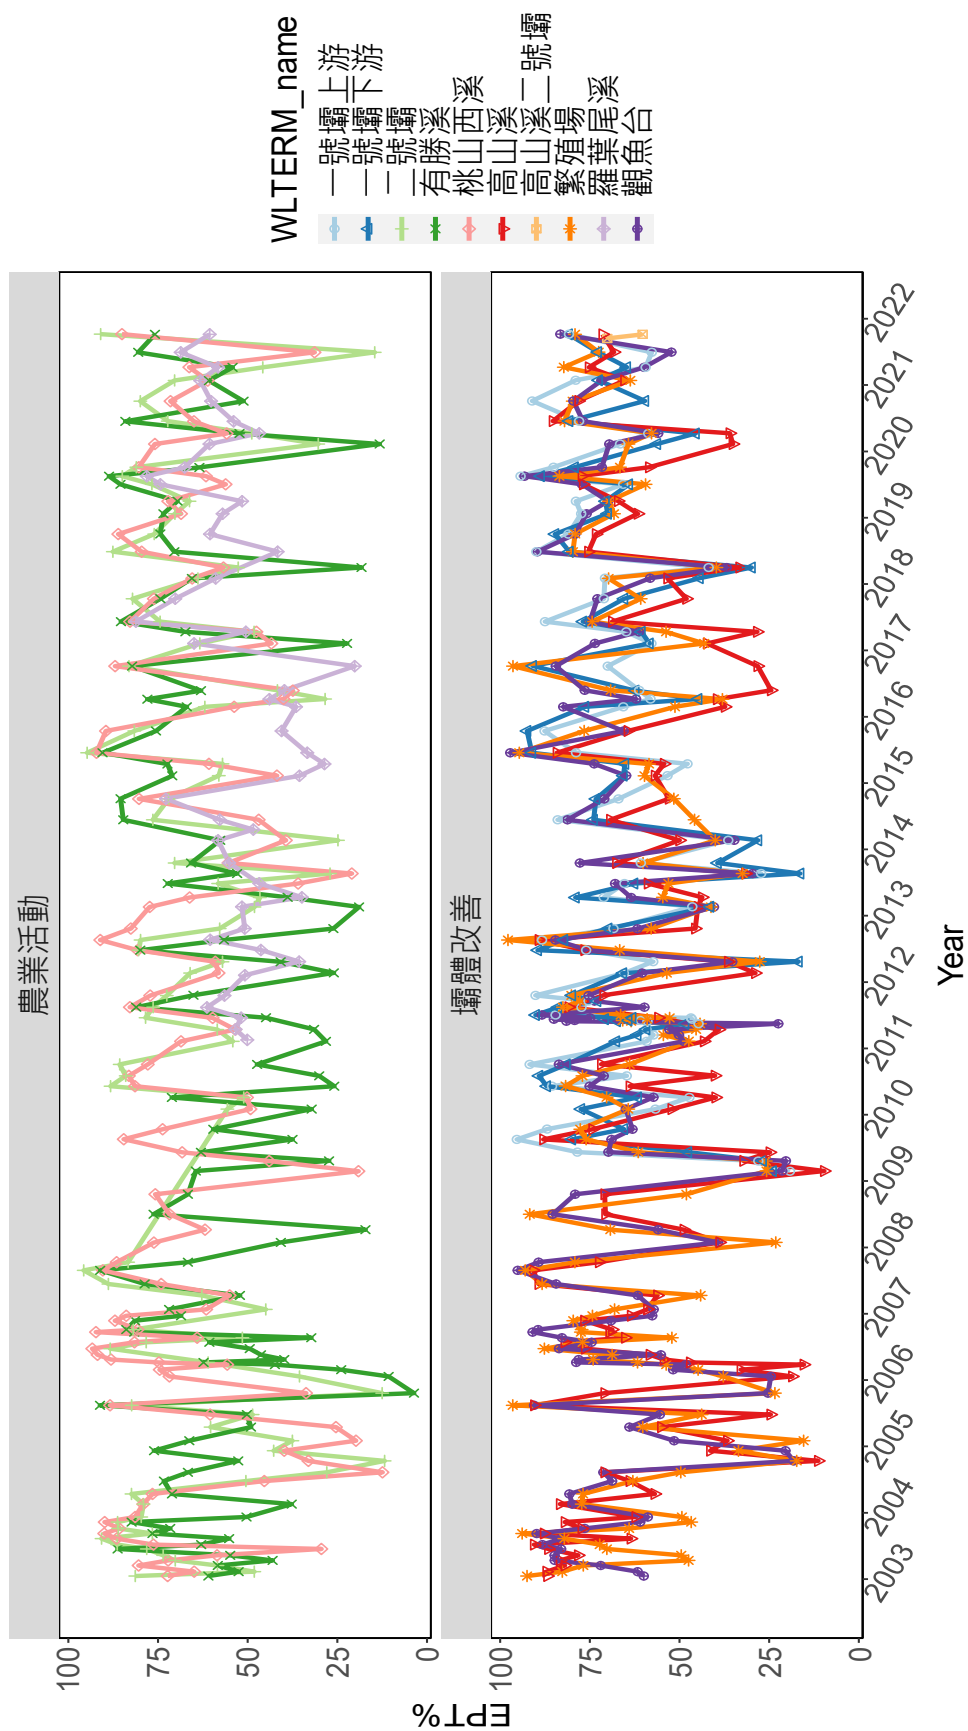 農業活動
100
75
50
25
0
壩體改善
100
75
50
25
0
EPT%
2003
2004
2005
2006
2007
2008
2009
2010
2011
2012
2013
2014
2015
2016
2017
2018
2019
2020
2021
2022
Year
WLTERM_name
一號壩上游
一號壩下游
二號壩
有勝溪
桃山西溪
高山溪
高山溪二號壩
繁殖場
羅葉尾溪
觀魚台